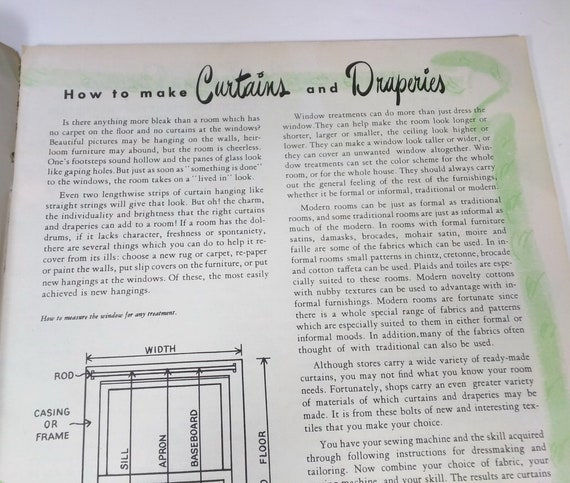 How to make Curtains and Draperies
Is there anything more bleak than a room which has
no carpet on the floor and no curtains at the windows?
Beautiful pictures may be hanging on the walls, heir-
loom furniture may abound, but the room is cheerless.
One's footsteps sound hollow and the panes of glass look
like gaping holes. But just as soon as "something is done"
to the windows, the room takes on a "lived in" look.
Even two lengthwise strips of curtain hanging like
straight strings will give that look. But oh! the charm,
the individuality and brightness that the right curtains
and draperies can add to a room! If a room has the dol-
drums, if it lacks character, freshness or spontaneity,
there are several things which you can do to help it re-
cover from its ills: choose a new rug or carpet, re-paper
or paint the walls, put slip covers on the furniture, or put
new hangings at the windows. Of these, the most easily
achieved is new hangings.
How to measure the window for any treatment.
WIDTH
ROD
CASING
OR
FRAME
SILL
APRON
BASEBOARD
FLOOR
Window treatments can do more than just dress the
window. They can help make the room look longer or
shorter, larger or smaller, the ceiling look higher or
lower. They can make a window look taller or wider, or
they can cover an unwanted window altogether. Win-
dow treatments can set the color scheme for the whole
room, or for the whole house. They should always carry
out the general feeling of the rest of the furnishings
whether it be formal or informal, traditional or modern.
Modern rooms can be just as formal as traditional
rooms, and some traditional rooms are just as informal as
much of the modern. In rooms with formal furniture
satins, damasks, brocades, mohair satin, moire and
faille are some of the fabrics which can be used. In in-
formal rooms small patterns in chintz, cretonne, brocade
and cotton taffeta can be used. Plaids and toiles are espe-
cially suited to these rooms. Modern novelty cottons
with nubby textures can be used to advantage with in-
formal furnishings. Modern rooms are fortunate since
there is a whole special range of fabrics and patterns
which are especially suited to them in either formal or
informal moods. In addition, many of the fabrics often
thought of with traditional can also be used.
Although stores carry a wide variety of ready-made
curtains, you may not find what you know your room
needs. Fortunately, shops carry an even greater variety
of materials of which curtains and draperies may be
made. It is from these bolts of new and interesting tex-
tiles that you make your choice.
You have your sewing machine and the skill acquired
through following instructions for dressmaking and
tailoring. Now combine your choice of fabric, your
machine, and your skill. The results are curtains